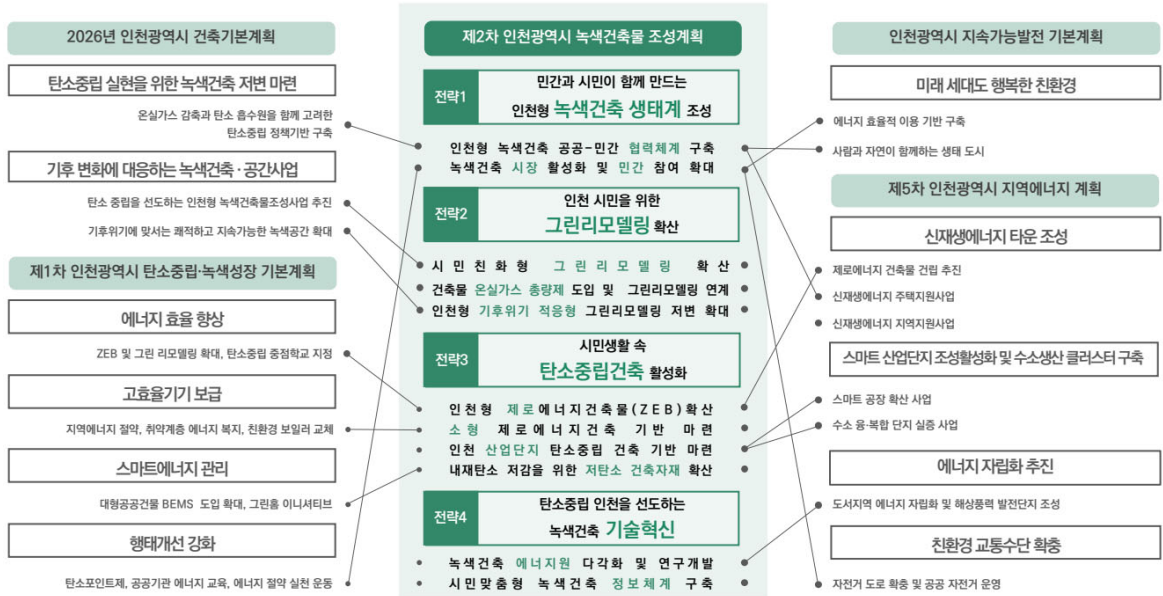 2026년 인천광역시 건축기본계획
탄소중립 실현을 위한 녹색건축 저변 마련
온실가스 감축과 탄소 흡수원을 함께 고려한
탄소중립 정책기반 구축
기후 변화에 대응하는 녹색건축·공간사업
탄소 중립을 선도하는 인천형 녹색건축물조성사업 추진
기후위기에 맞서는 쾌적하고 지속가능한 녹색공간 확대
제1차 인천광역시 탄소중립·녹색성장 기본계획
에너지 효율 향상
ZEB 및 그린 리모델링 확대, 탄소중립 중점학교 지정
고효율기기 보급
지역에너지 절약, 취약계층 에너지 복지, 친환경 보일러 교체
스마트에너지 관리
대형공공건물 BEMS 도입 확대, 그린홈 이니셔티브
행태개선 강화
탄소포인트제, 공공기관 에너지 교육, 에너지 절약 실천 운동
제2차 인천광역시 녹색건축물 조성계획
전략1
민간과 시민이 함께 만드는
인천형 녹색건축 생태계 조성
인천형 녹색건축 공공-민간 협력체계 구축
녹색건축 시장 활성화 및 민간 참여 확대
전략2
인천 시민을 위한
그린리모델링 확산
시민친화형 그린리모델링 확산
건축물 온실가스 총량제 도입 및 그린리모델링 연계
인천형 기후위기 적응형 그린리모델링 저변 확대
전략3
시민생활 속
탄소중립건축 활성화
인천형 제로에너지건축물(ZEB)확산
소형 제로에너지건축 기반 마련
인천 산업단지 탄소중립 건축 기반 마련
내재탄소 저감을 위한 저탄소 건축자재 확산
전략4
탄소중립 인천을 선도하는
녹색건축 기술혁신
녹색건축 에너지원 다각화 및 연구개발
시민맞춤형 녹색건축 정보체계 구축
인천광역시 지속가능발전 기본계획
미래 세대도 행복한 친환경
에너지 효율적 이용 기반 구축
사람과 자연이 함께하는 생태 도시
제5차 인천광역시 지역에너지 계획
신재생에너지 타운 조성
제로에너지 건축물 건립 추진
신재생에너지 주택지원사업
신재생에너지 지역지원사업
스마트 산업단지 조성활성화 및 수소생산 클러스터 구축
스마트 공장 확산 사업
수소 융·복합 단지 실증 사업
에너지 자립화 추진
도서지역 에너지 자립화 및 해상풍력 발전단지 조성
친환경 교통수단 확충
자전거 도로 확충 및 공공 자전거 운영